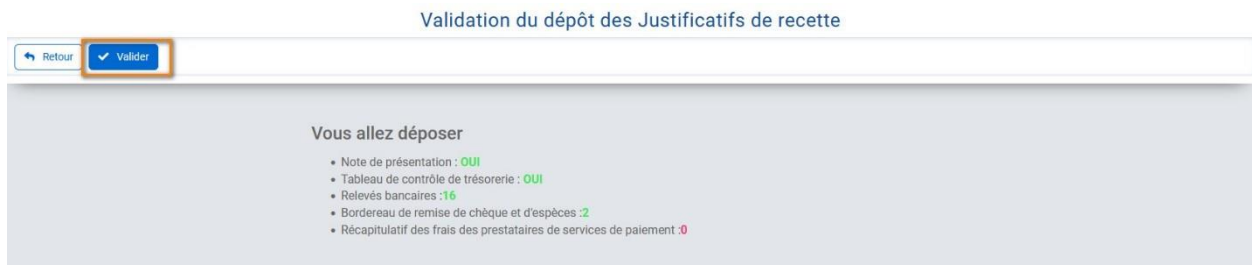 Validation du dépôt des Justificatifs de recette
Retour Valider
Vous allez déposer
• Note de présentation : OUI
• Tableau de contrôle de trésorerie : OUI
• Relevés bancaires :16
• Bordereau de remise de chèque et d'espèces :2
• Récapitulatif des frais des prestataires de services de paiement :0